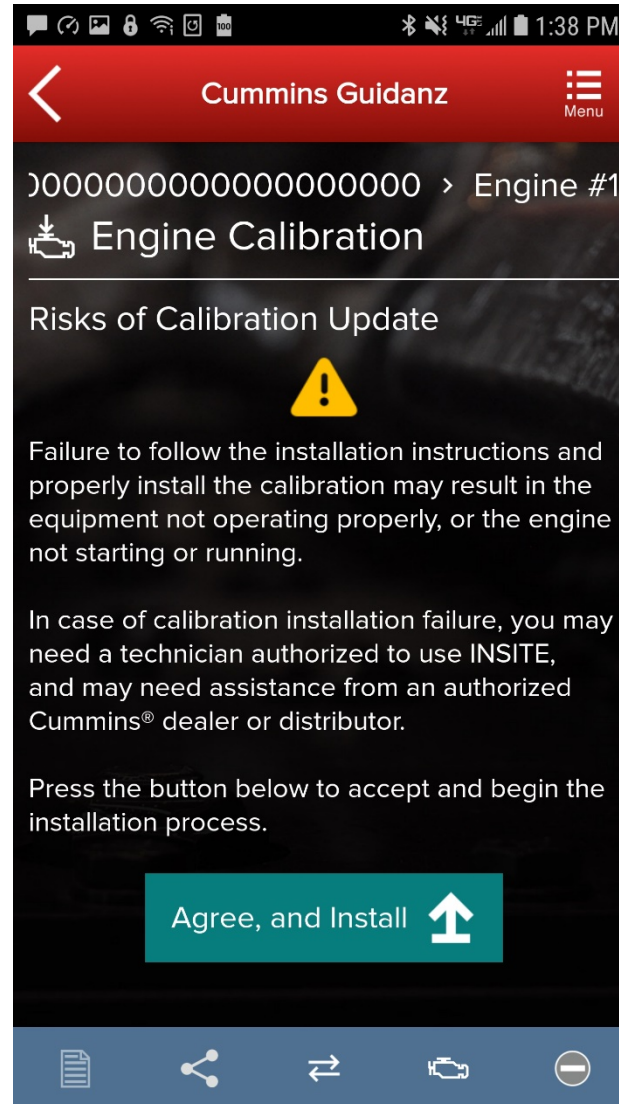 100
4GE
1:38 PM
Cummins Guidanz
Menu
0000000000000000000 > Engine #1
Engine Calibration
Risks of Calibration Update
Failure to follow the installation instructions and
properly install the calibration may result in the
equipment not operating properly, or the engine
not starting or running.
In case of calibration installation failure, you may
need a technician authorized to use INSITE,
and may need assistance from an authorized
Cummins® dealer or distributor.
Press the button below to accept and begin the
installation process.
Agree, and Install